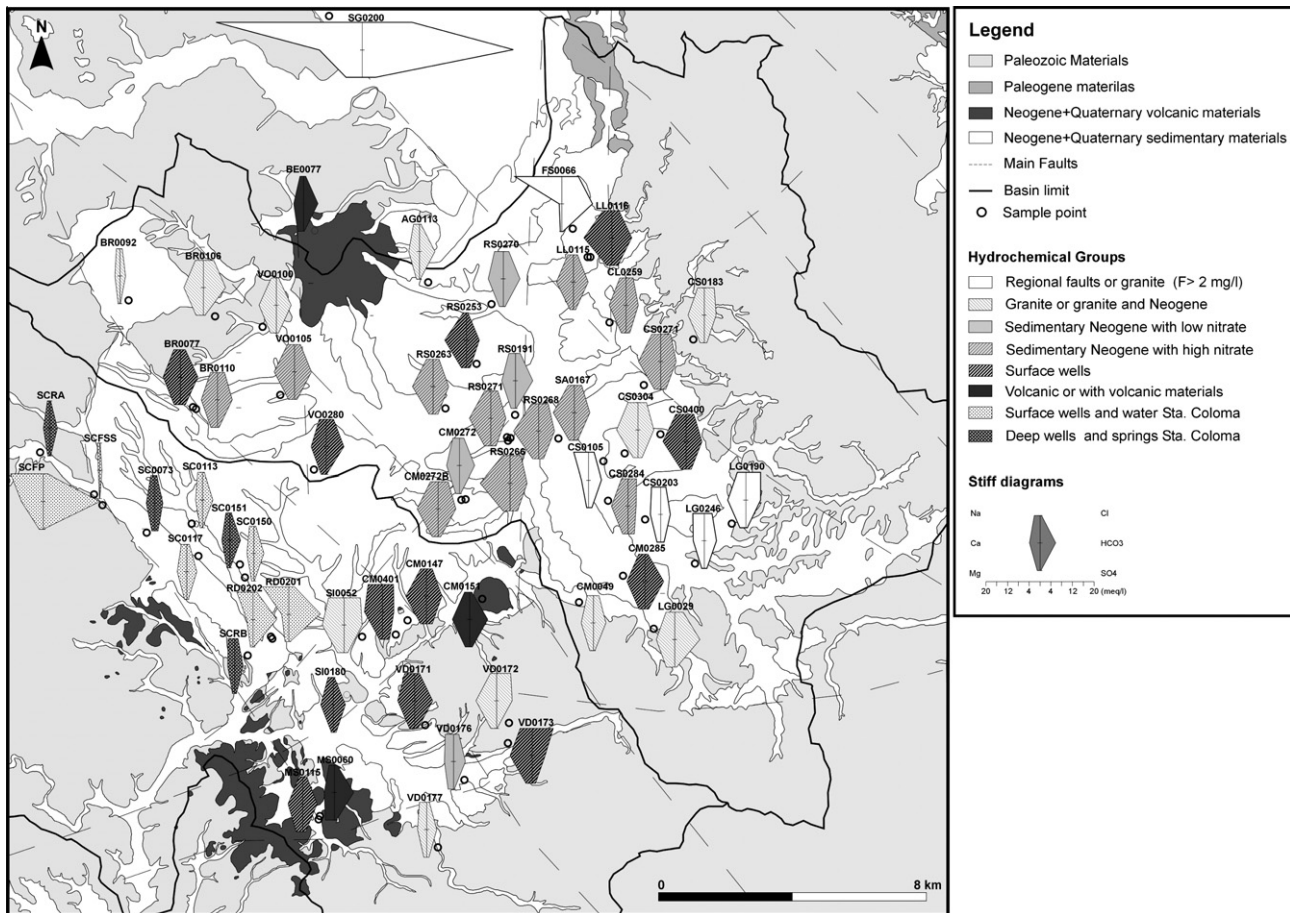 SG0200
N
BE0077
FS0066
LL0116
AG0113
BR0092
RS0270
LL0115
BR0106
VO0100
CL0259
CS0183
RS0253
CS0271
BR0077
VO0105
RS0191
RS0263
BR0110
SA0167
RS0271
RS0268
SCRA
CS0304
CS0400
VO0280
CM0272
SCFSS
CS0105
RS0266
SCFP
SC0073
SC0113
CM0272B
CS0284
LG0190
CS0203
SC0151
SC0150
LG0246
SC0117
CM0285
CM0147
RD0201
RD0202
CM0401
CM0151
CM0049
SI0052
LG0029
SCRB
SI0180
VD0171
VD0172
VD0176
VD0173
MS0060
MS0115
VD0177
0 8 km
Legend
Paleozoic Materials
Paleogene materilas
Neogene+Quaternary volcanic materials
Neogene+Quaternary sedimentary materials
Main Faults
Basin limit
Sample point
Hydrochemical Groups
Regional faults or granite (F> 2 mg/l)
Granite or granite and Neogene
Sedimentary Neogene with low nitrate
Sedimentary Neogene with high nitrate
Surface wells
Volcanic or with volcanic materials
Surface wells and water Sta. Coloma
Deep wells and springs Sta. Coloma
Stiff diagrams
Na Cl
Ca HCO3
Mg SO4
20 12 4 4 12 20 (meq/l)